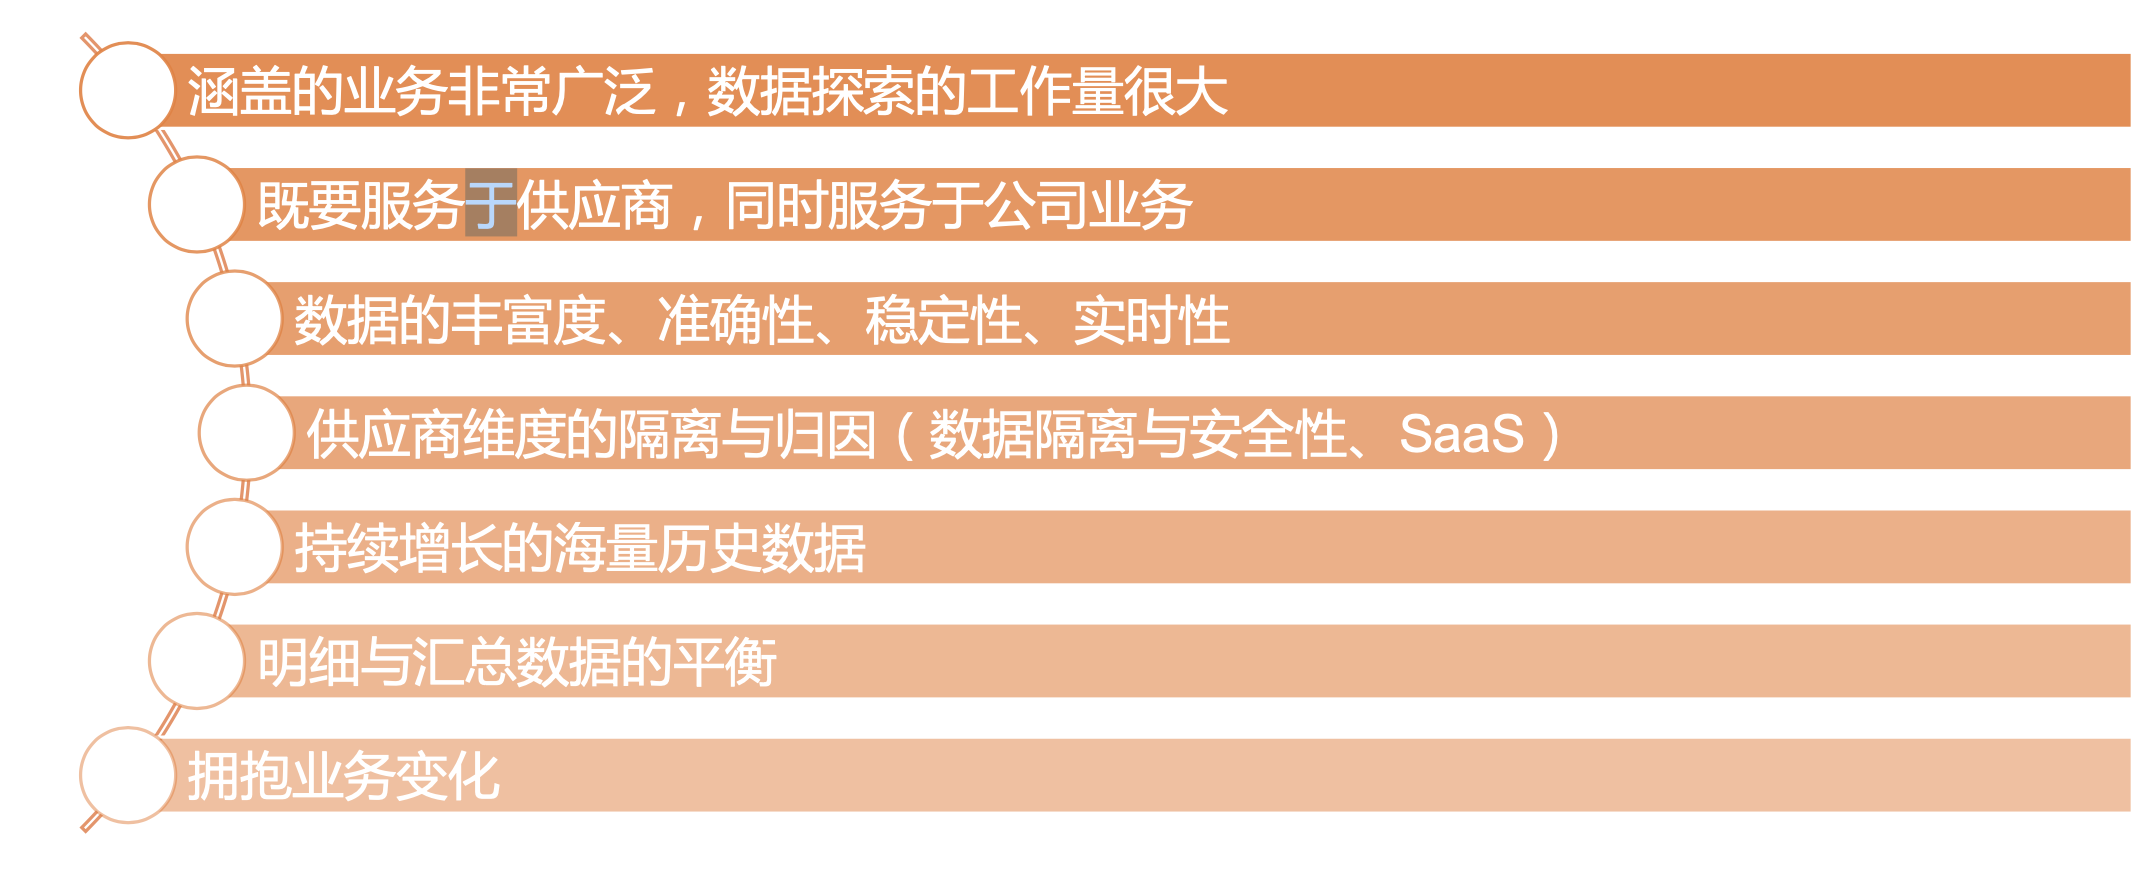 涵盖的业务非常广泛，数据探索的工作量很大
既要服务于供应商，同时服务于公司业务
数据的丰富度、准确性、稳定性、实时性
供应商维度的隔离与归因（数据隔离与安全性、SaaS）
持续增长的海量历史数据
明细与汇总数据的平衡
拥抱业务变化